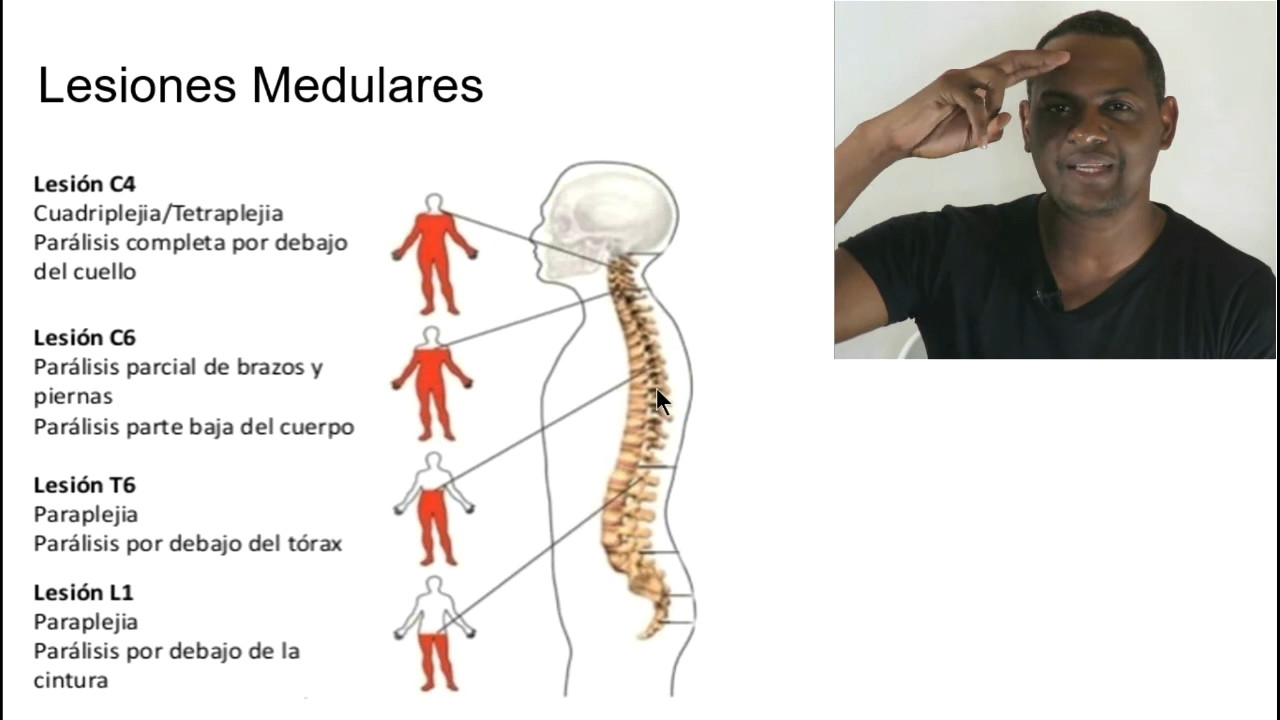 Lesiones Medulares
Lesión C4
Cuadriplejia/Tetraplejia
Parálisis completa por debajo
del cuello
Lesión C6
Parálisis parcial de brazos y
piernas
Parálisis parte baja del cuerpo
Lesión T6
Paraplejia
Parálisis por debajo del tórax
Lesión L1
Paraplejia
Parálisis por debajo de la
cintura